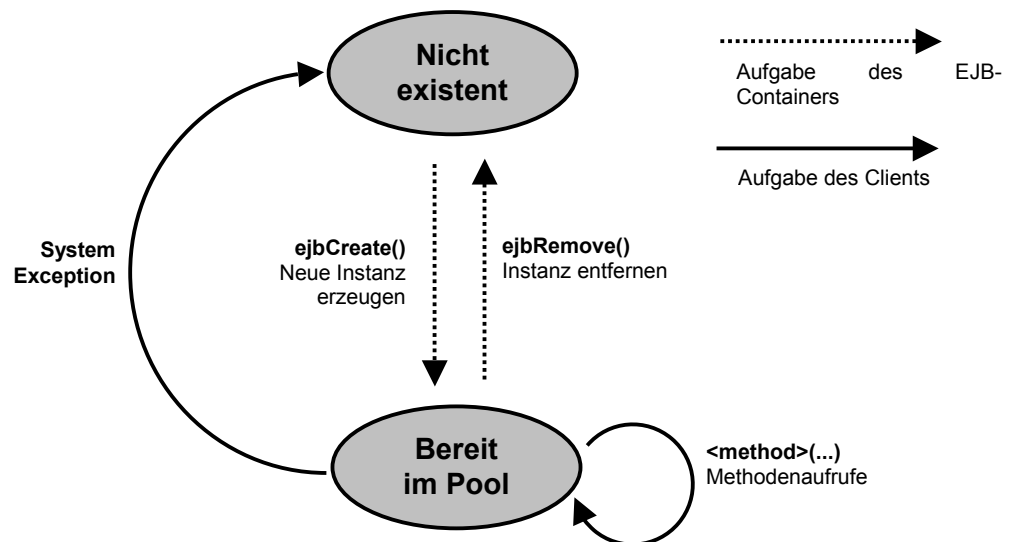 Nicht
existent
Aufgabe des EJB-
Containers
Aufgabe des Clients
System
Exception
ejbCreate()
Neue Instanz
erzeugen
ejbRemove()
Instanz entfernen
Bereit
im Pool
<method>(...)
Methodenaufrufe